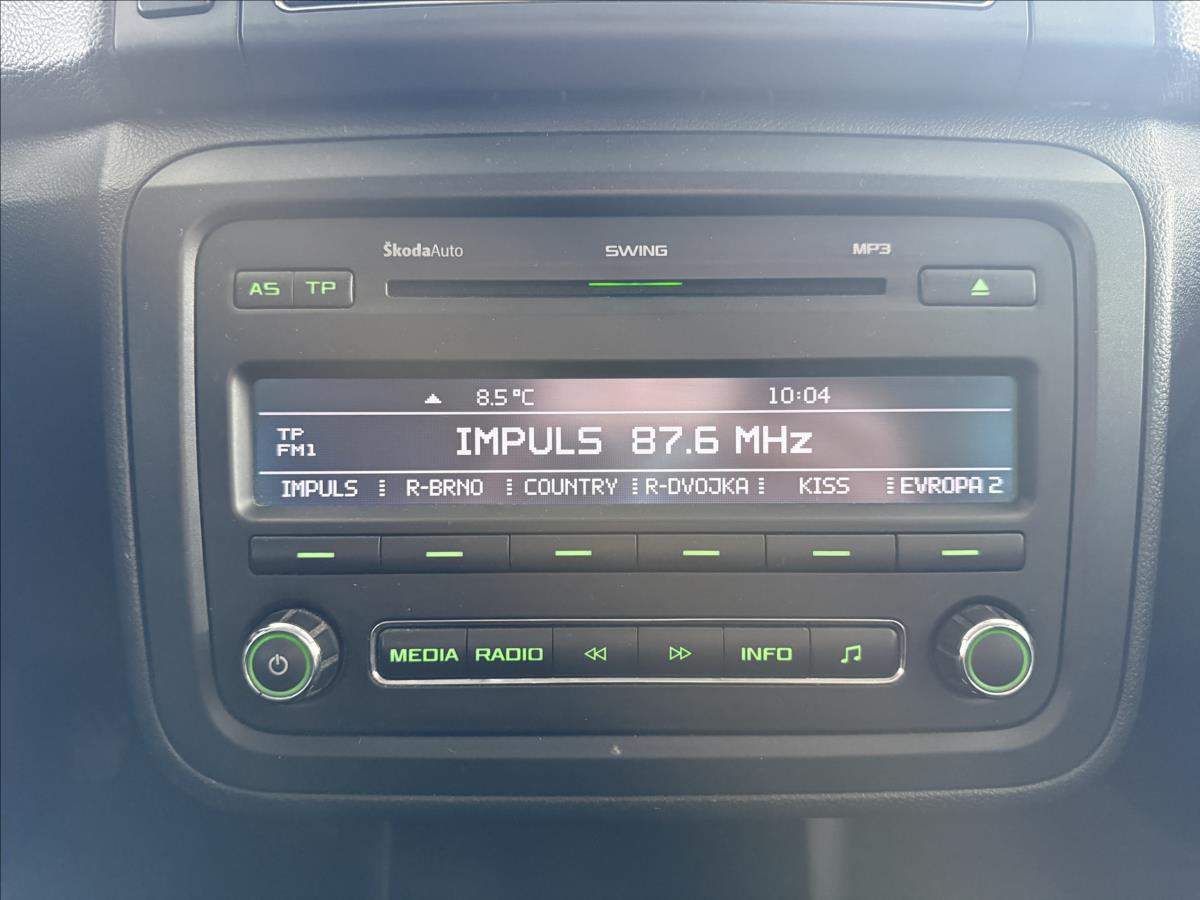 ŠkodaAuto SWING MP3
AS TP
8.5°C 10:04
TP
FM1
IMPULS 87.6 MHz
IMPULS R-BRNO COUNTRY R-DVOJKA KISS EVROPA 2
MEDIA RADIO INFO